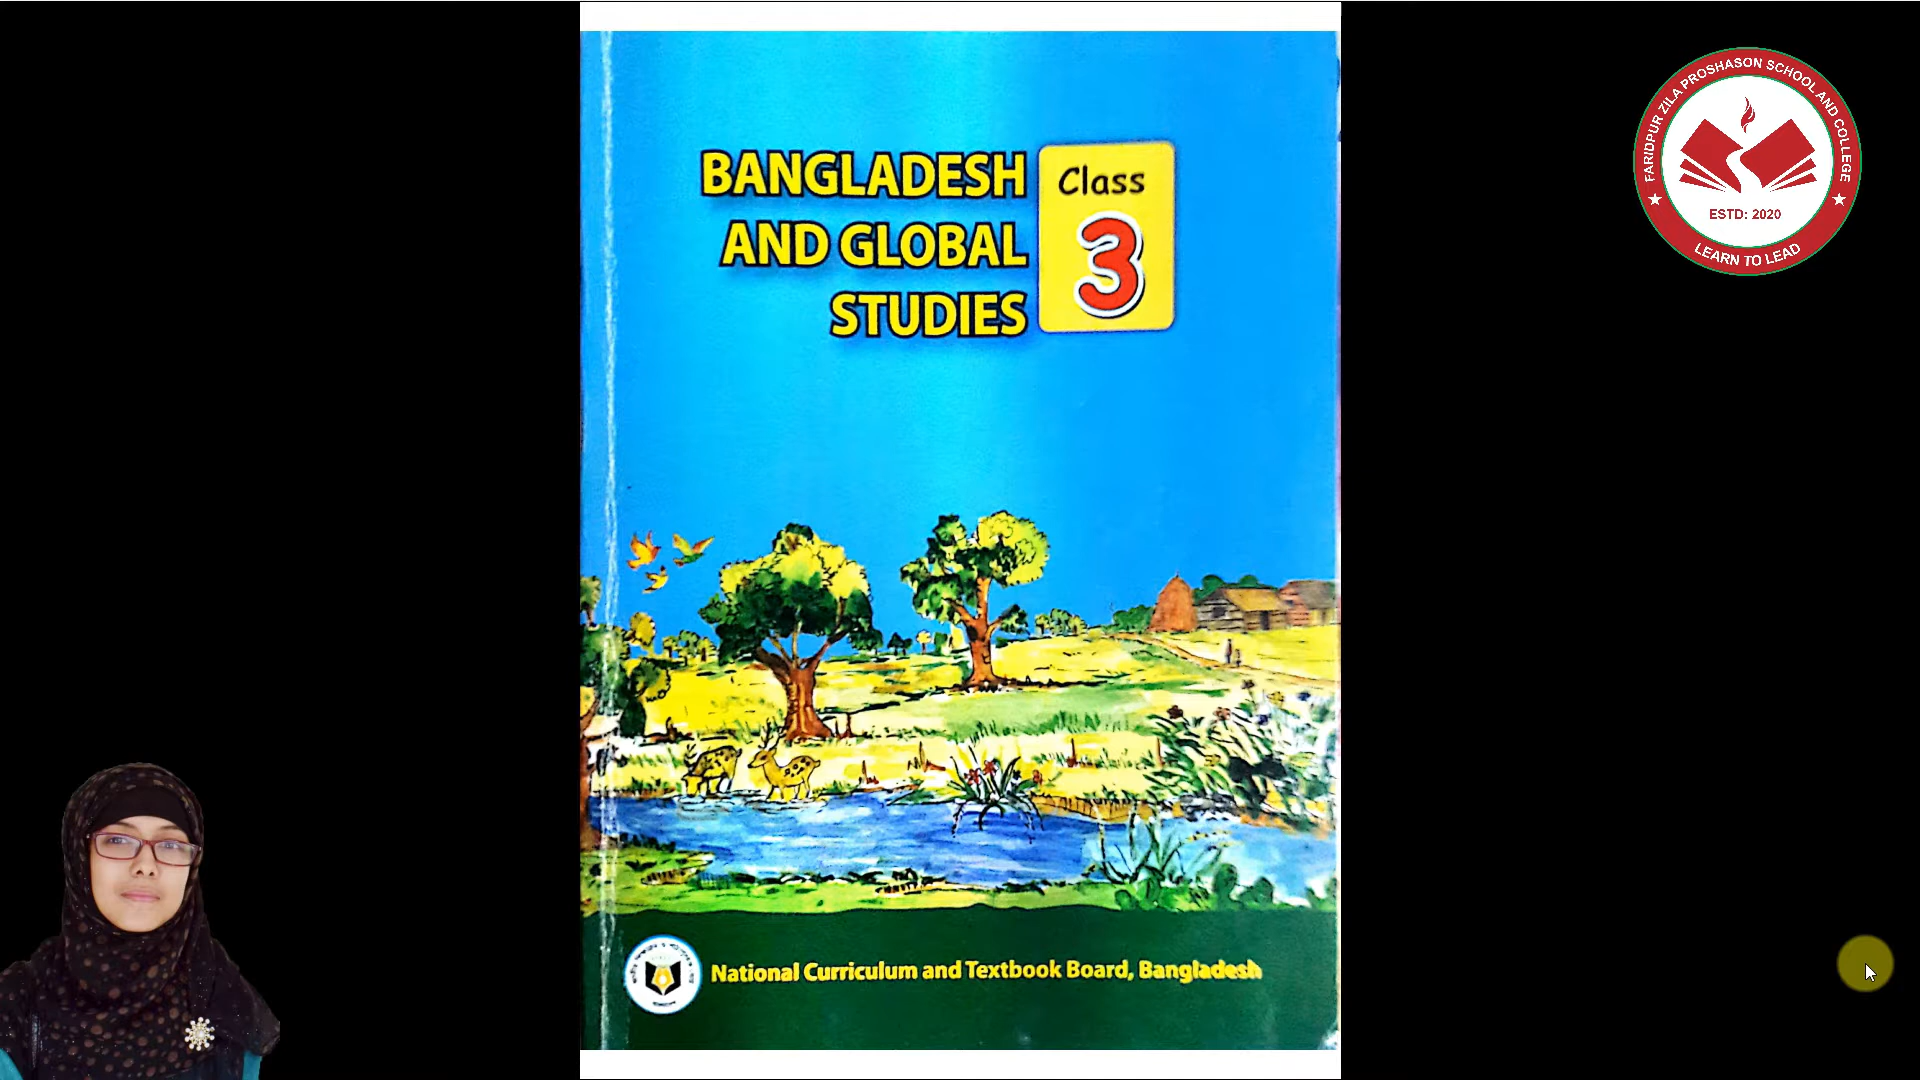 BANGLADESH
AND GLOBAL
STUDIES
Class
3
FARIDPUR ZILA PROSHASON SCHOOL AND COLLEGE
ESTD: 2020
LEARN TO LEAD
National Curriculum and Textbook Board, Bangladesh